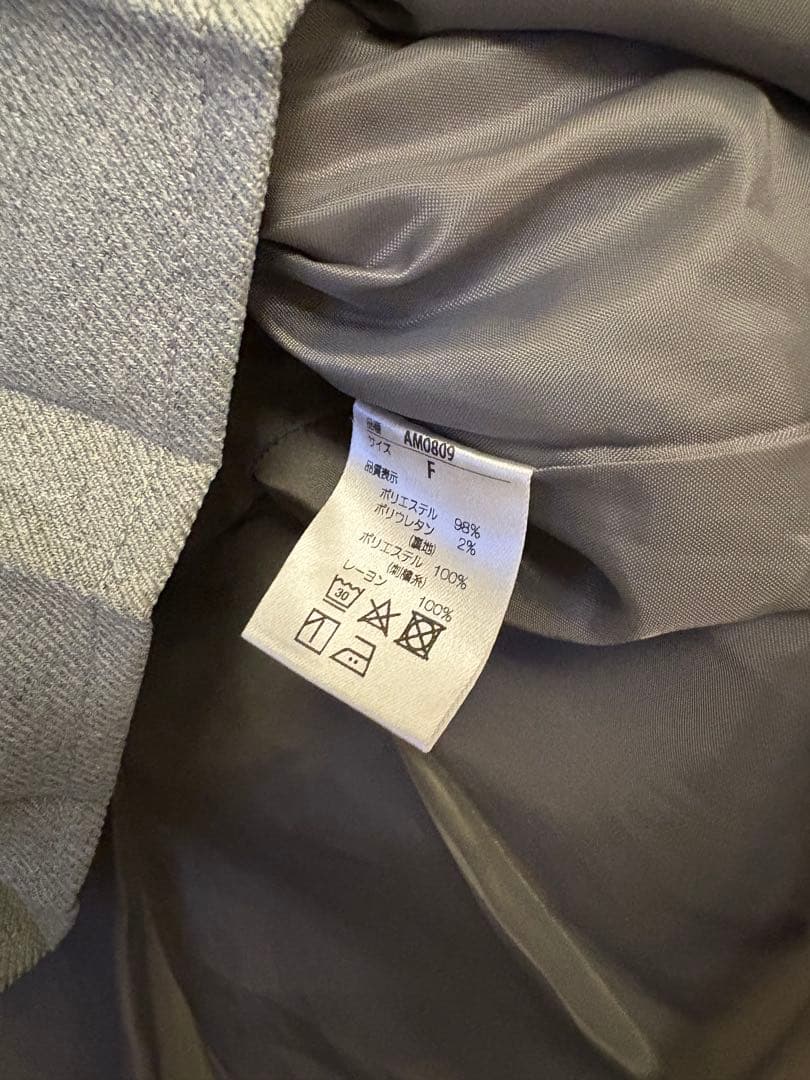 品番 AM0809
サイズ F
品質表示
ポリエステル 98%
ポリウレタン 2%
(裏地)
ポリエステル 100%
(刺繍糸)
レーヨン 100%
30